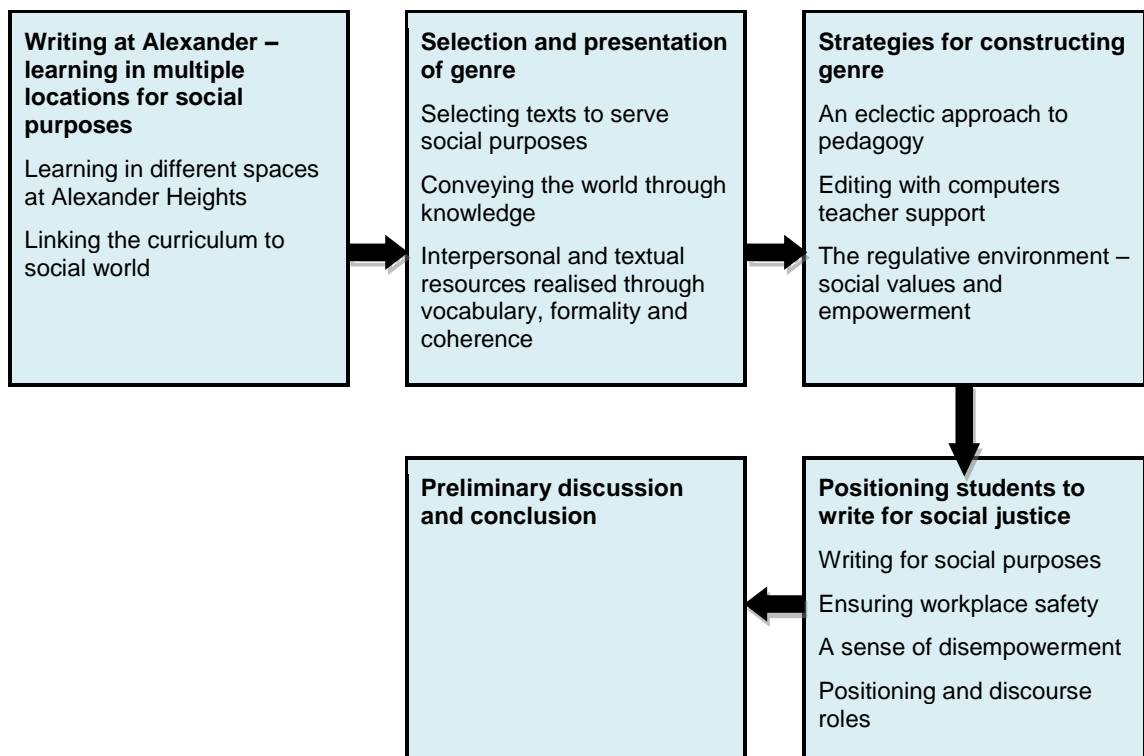 Writing at Alexander –
learning in multiple
locations for social
purposes
Learning in different spaces
at Alexander Heights
Linking the curriculum to
social world
Selection and presentation
of genre
Selecting texts to serve
social purposes
Conveying the world through
knowledge
Interpersonal and textual
resources realised through
vocabulary, formality and
coherence
Strategies for constructing
genre
An eclectic approach to
pedagogy
Editing with computers
teacher support
The regulative environment –
social values and
empowerment
Positioning students to
write for social justice
Writing for social purposes
Ensuring workplace safety
A sense of disempowerment
Positioning and discourse
roles
Preliminary discussion
and conclusion